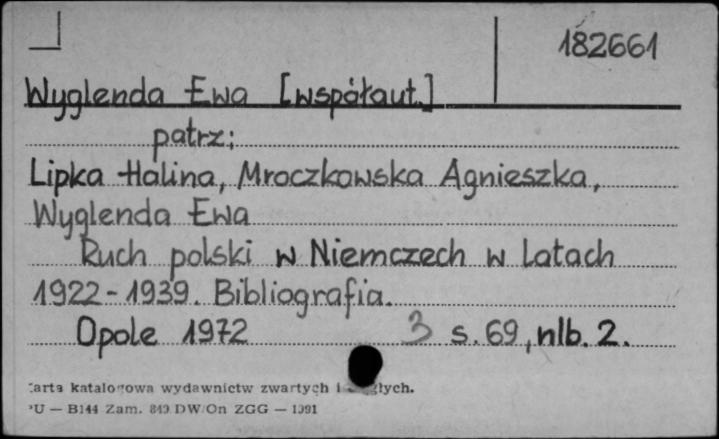 182661
Wyglenda Ewa [współaut.]
patrz:
Lipka Halina, Mroczkowska Agnieszka,
Wyglenda Ewa
Ruch polski w Niemczech w latach
1922-1939. Bibliografia.
Opole 1972 3 s. 69, nlb. 2.
Karta katalogowa wydawnictw zwartych i ciągłych.
PU — B144 Zam. 849 DW/On ZGG — 1991